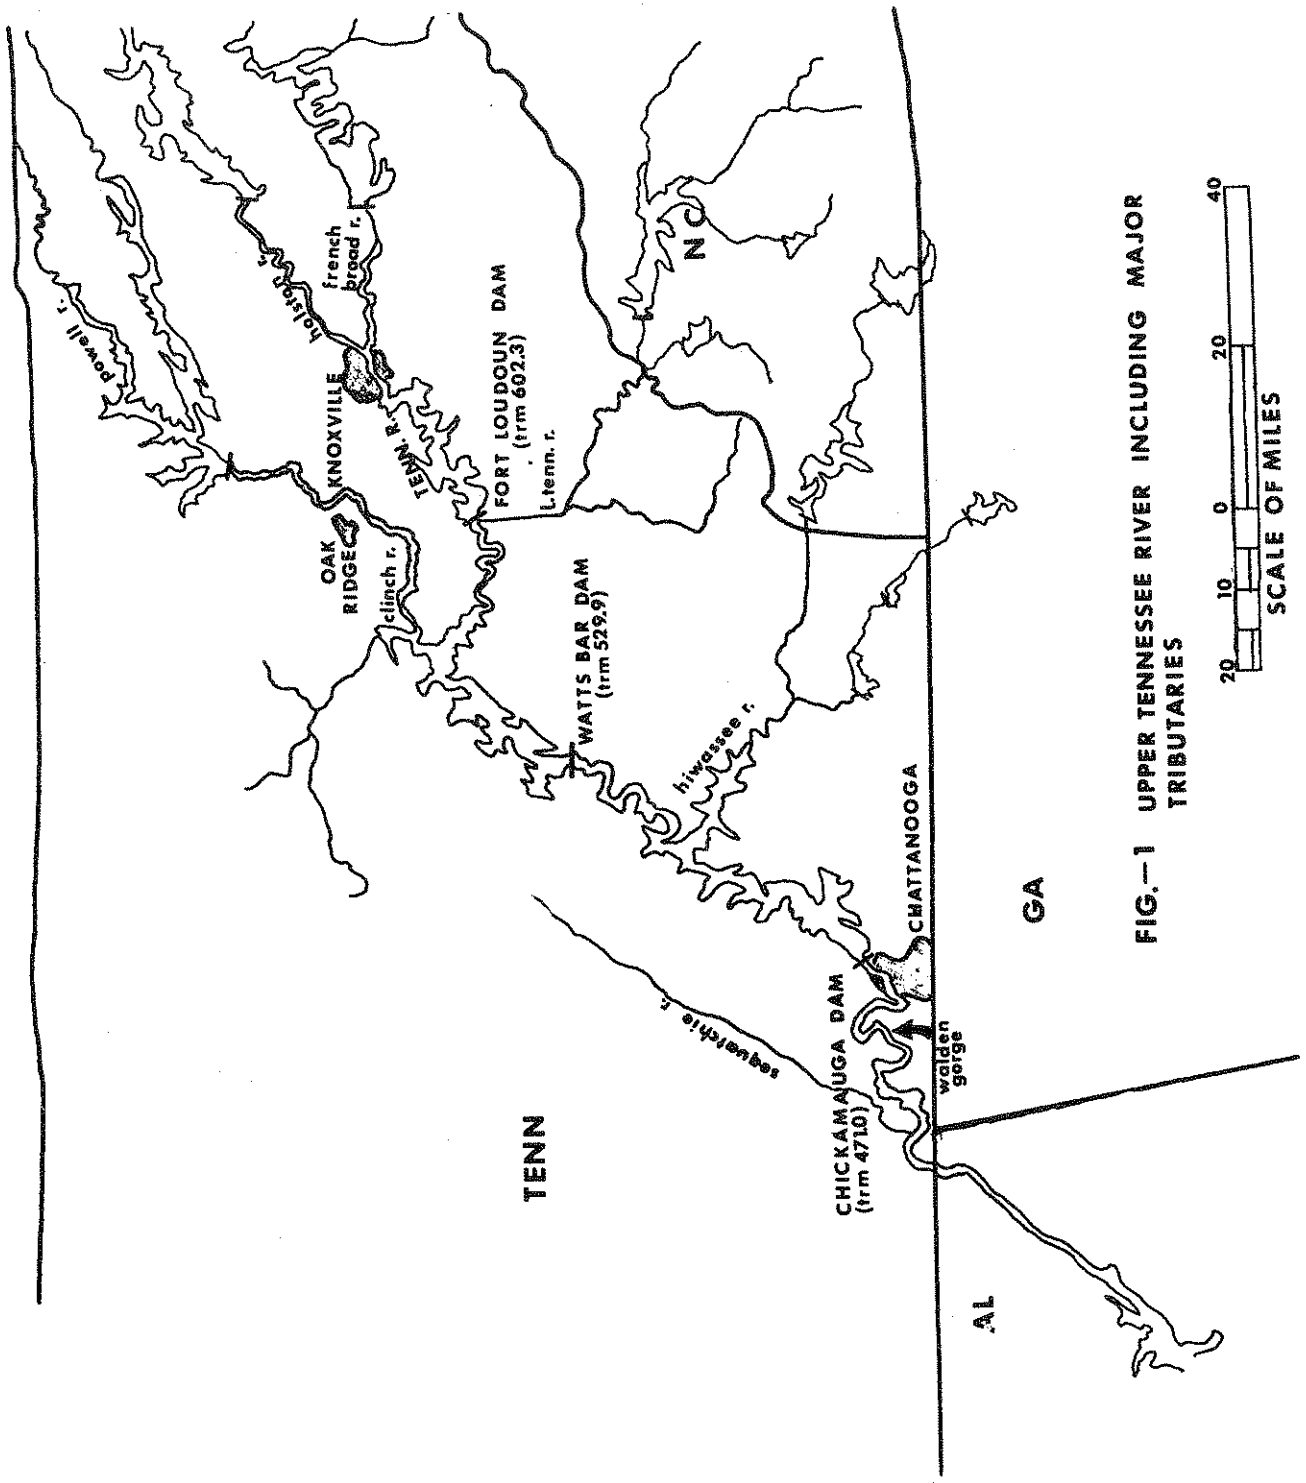 powell r.
holston r.
french
broad r.
KNOXVILLE
OAK
RIDGE
clinch r.
TENN. R.
FORT LOUDOUN DAM
(trm 602.3)
L.tenn. r.
N C
WATTS BAR DAM
(trm 529.9)
hiwassee r.
TENN
sequatchie r.
CHICKAMAUGA DAM
(trm 471.0)
CHATTANOOGA
walden
gorge
GA
AL
FIG.—1 UPPER TENNESSEE RIVER INCLUDING MAJOR
TRIBUTARIES
20 10 0 20 40
SCALE OF MILES